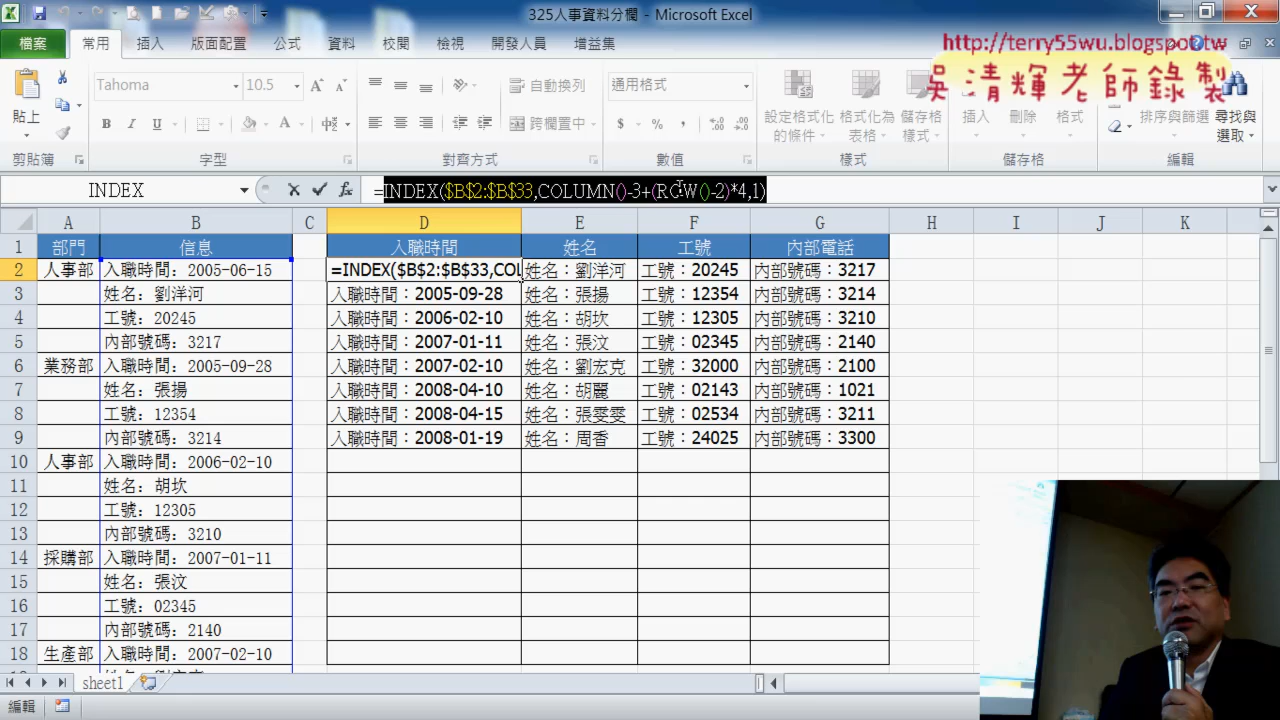 325人事資料分欄 - Microsoft Excel
http://terry55wu.blogspot.tw
吳清輝老師錄製
檔案 常用 插入 版面配置 公式 資料 校閱 檢視 開發人員 增益集
貼上 Tahoma 10.5 自動換列 通用格式 設定格式化的條件 格式化為表格 儲存格樣式 插入 刪除 格式 排序與篩選 尋找與選取
B I U 跨欄置中 $ % ,
剪貼簿 字型 對齊方式 數值 樣式 儲存格 編輯
INDEX =INDEX($B$2:$B$33,COLUMN()-3+(ROW()-2)*4,1)
A B C D E F G H I J K
1 部門 信息 入職時間 姓名 工號 內部電話
2 人事部 入職時間：2005-06-15 =INDEX($B$2:$B$33,COL 姓名：劉洋河 工號：20245 內部號碼：3217
3 姓名：劉洋河 入職時間：2005-09-28 姓名：張揚 工號：12354 內部號碼：3214
4 工號：20245 入職時間：2006-02-10 姓名：胡坎 工號：12305 內部號碼：3210
5 內部號碼：3217 入職時間：2007-01-11 姓名：張汶 工號：02345 內部號碼：2140
6 業務部 入職時間：2005-09-28 入職時間：2007-02-10 姓名：劉宏克 工號：32000 內部號碼：2100
7 姓名：張揚 入職時間：2008-04-10 姓名：胡麗 工號：02143 內部號碼：1021
8 工號：12354 入職時間：2008-04-15 姓名：張雯雯 工號：02534 內部號碼：3211
9 內部號碼：3214 入職時間：2008-01-19 姓名：周香 工號：24025 內部號碼：3300
10 人事部 入職時間：2006-02-10
11 姓名：胡坎
12 工號：12305
13 內部號碼：3210
14 採購部 入職時間：2007-01-11
15 姓名：張汶
16 工號：02345
17 內部號碼：2140
18 生產部 入職時間：2007-02-10
sheet1
編輯